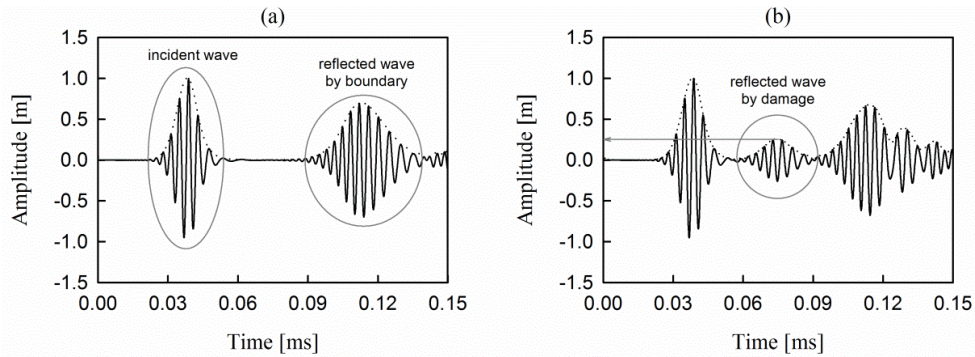 (a)
1.5
1.0
0.5
0.0
-0.5
-1.0
-1.5
Amplitude [m]
incident wave
reflected wave
by boundary
0.00 0.03 0.06 0.09 0.12 0.15
Time [ms]
(b)
1.5
1.0
0.5
0.0
-0.5
-1.0
-1.5
Amplitude [m]
reflected wave
by damage
0.00 0.03 0.06 0.09 0.12 0.15
Time [ms]